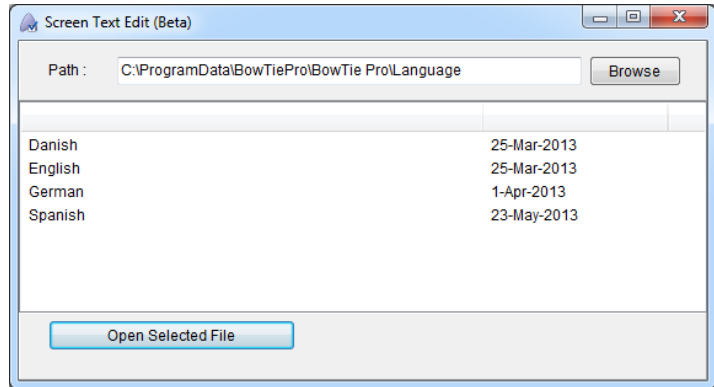 Screen Text Edit (Beta)
Path : C:\ProgramData\BowTiePro\BowTie Pro\Language Browse
Danish 25-Mar-2013
English 25-Mar-2013
German 1-Apr-2013
Spanish 23-May-2013
Open Selected File